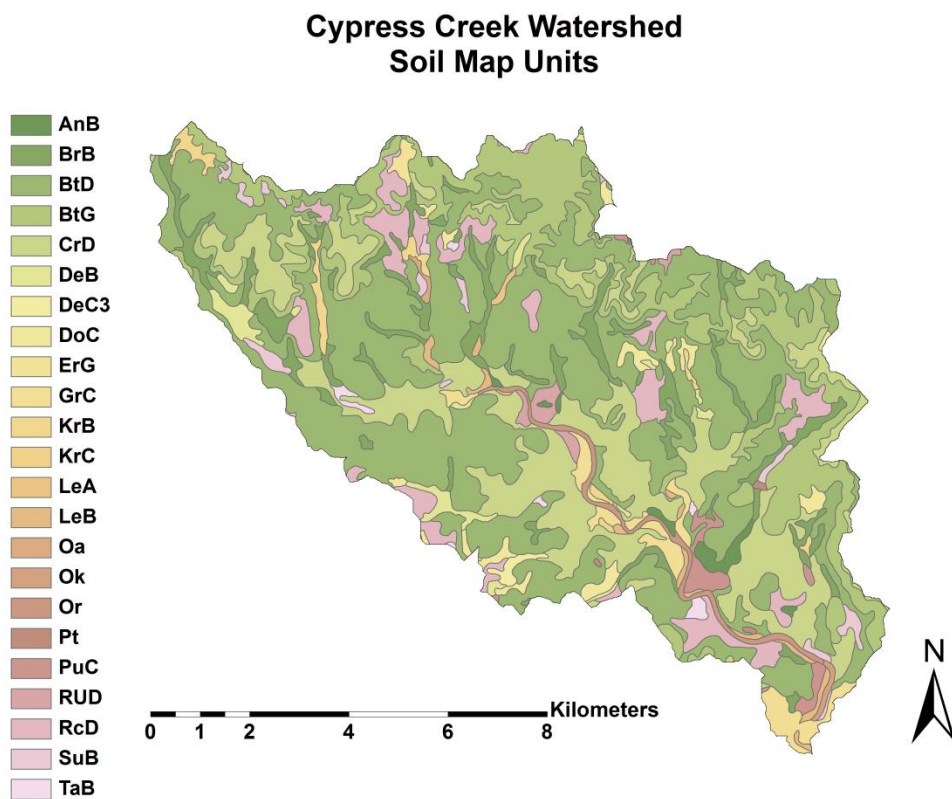 Cypress Creek Watershed
Soil Map Units
AnB
BrB
BtD
BtG
CrD
DeB
DeC3
DoC
ErG
GrC
KrB
KrC
LeA
LeB
Oa
Ok
Or
Pt
PuC
RUD
RcD
SuB
TaB
Kilometers
0 1 2 4 6 8
N